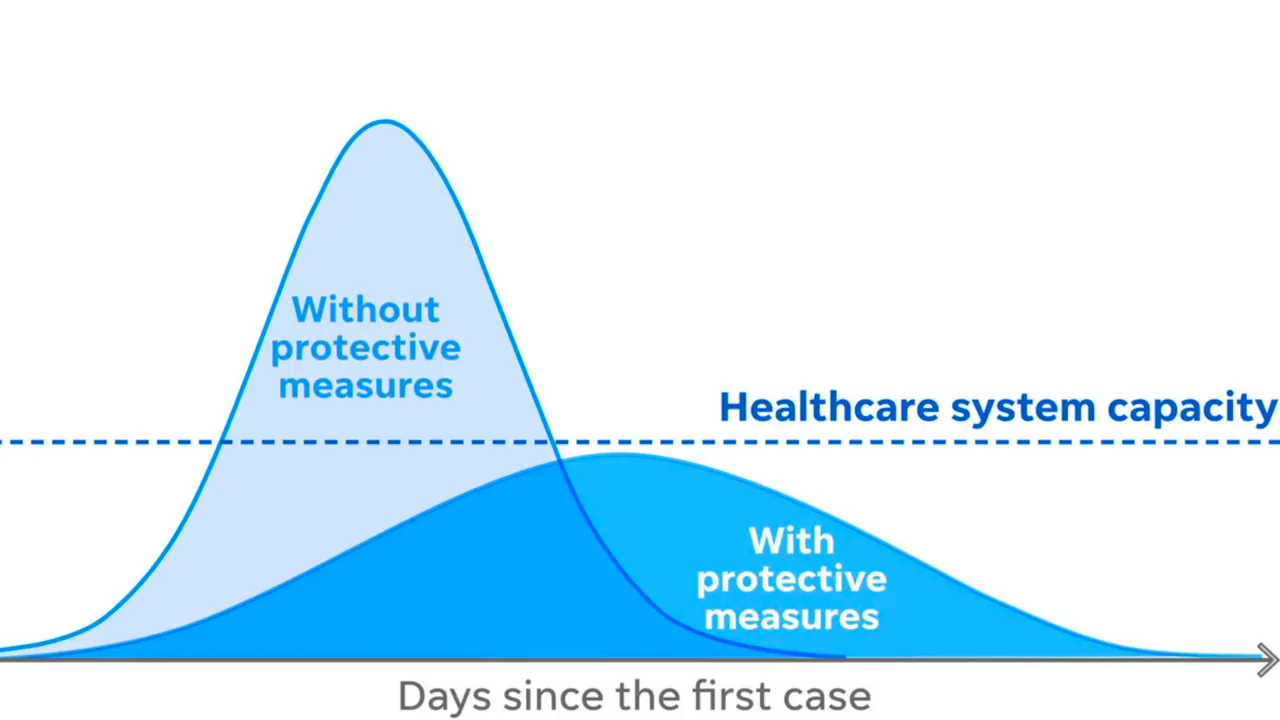 Without
protective
measures
Healthcare system capacity
With
protective
measures
Days since the first case